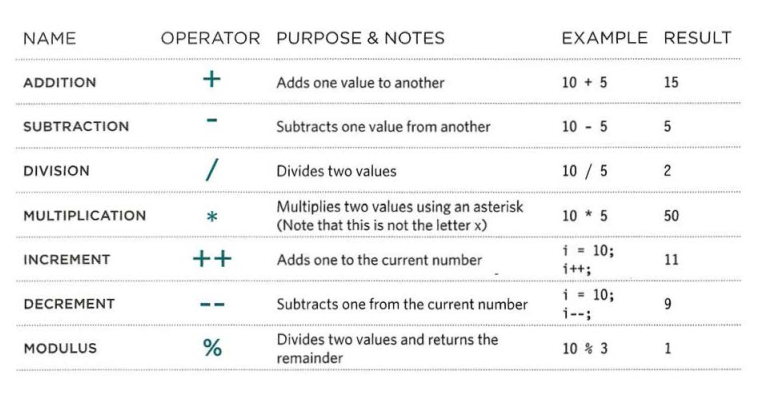 NAME OPERATOR PURPOSE & NOTES EXAMPLE RESULT
ADDITION + Adds one value to another 10 + 5 15
SUBTRACTION - Subtracts one value from another 10 - 5 5
DIVISION / Divides two values 10 / 5 2
MULTIPLICATION * Multiplies two values using an asterisk
(Note that this is not the letter x) 10 * 5 50
INCREMENT ++ Adds one to the current number i = 10;
i++; 11
DECREMENT -- Subtracts one from the current number i = 10;
i--; 9
MODULUS % Divides two values and returns the
remainder 10 % 3 1